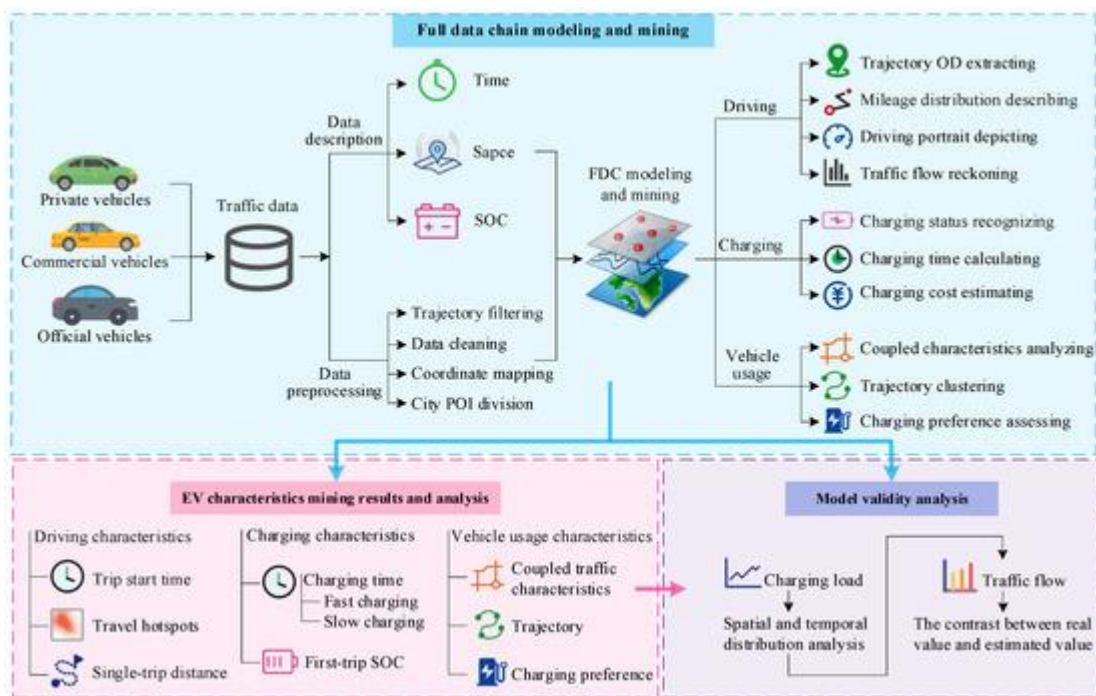 Full data chain modeling and mining
Private vehicles
Commercial vehicles
Official vehicles
Traffic data
Data
description
Time
Sapce
SOC
Data
preprocessing
Trajectory filtering
Data cleaning
Coordinate mapping
City POI division
FDC modeling
and mining
Driving
Trajectory OD extracting
Mileage distribution describing
Driving portrait depicting
Traffic flow reckoning
Charging
Charging status recognizing
Charging time calculating
Charging cost estimating
Vehicle
usage
Coupled characteristics analyzing
Trajectory clustering
Charging preference assessing
EV characteristics mining results and analysis
Driving characteristics
Trip start time
Travel hotspots
Single-trip distance
Charging characteristics
Charging time
Fast charging
Slow charging
First-trip SOC
Vehicle usage characteristics
Coupled traffic
characteristics
Trajectory
Charging preference
Model validity analysis
Charging load
Spatial and temporal
distribution analysis
Traffic flow
The contrast between real
value and estimated value